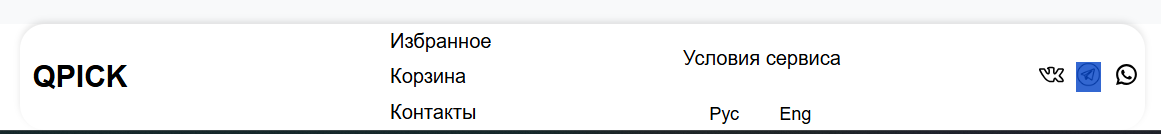 QPICK
Избранное
Корзина
Контакты
Условия сервиса
Рус Eng